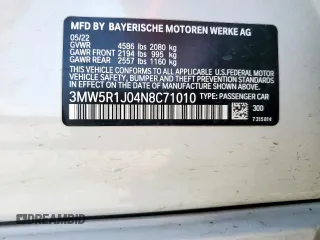 MFD BY BAYERISCHE MOTOREN WERKE AG
05/22
GVWR 4586 lbs 2080 kg
GAWR FRONT 2194 lbs 995 kg
GAWR REAR 2557 lbs 1160 kg
THIS VEHICLE CONFORMS TO ALL APPLICABLE U.S. FEDERAL
MOTOR VEHICLE SAFETY, BUMPER, AND THEFT PREVENTION
STANDARDS IN EFFECT ON THE DATE OF MANUFACTURE SHOWN ABOVE.
3MW5R1J04N8C71010 TYPE: PASSENGER CAR
300
7315814
DREAMBID